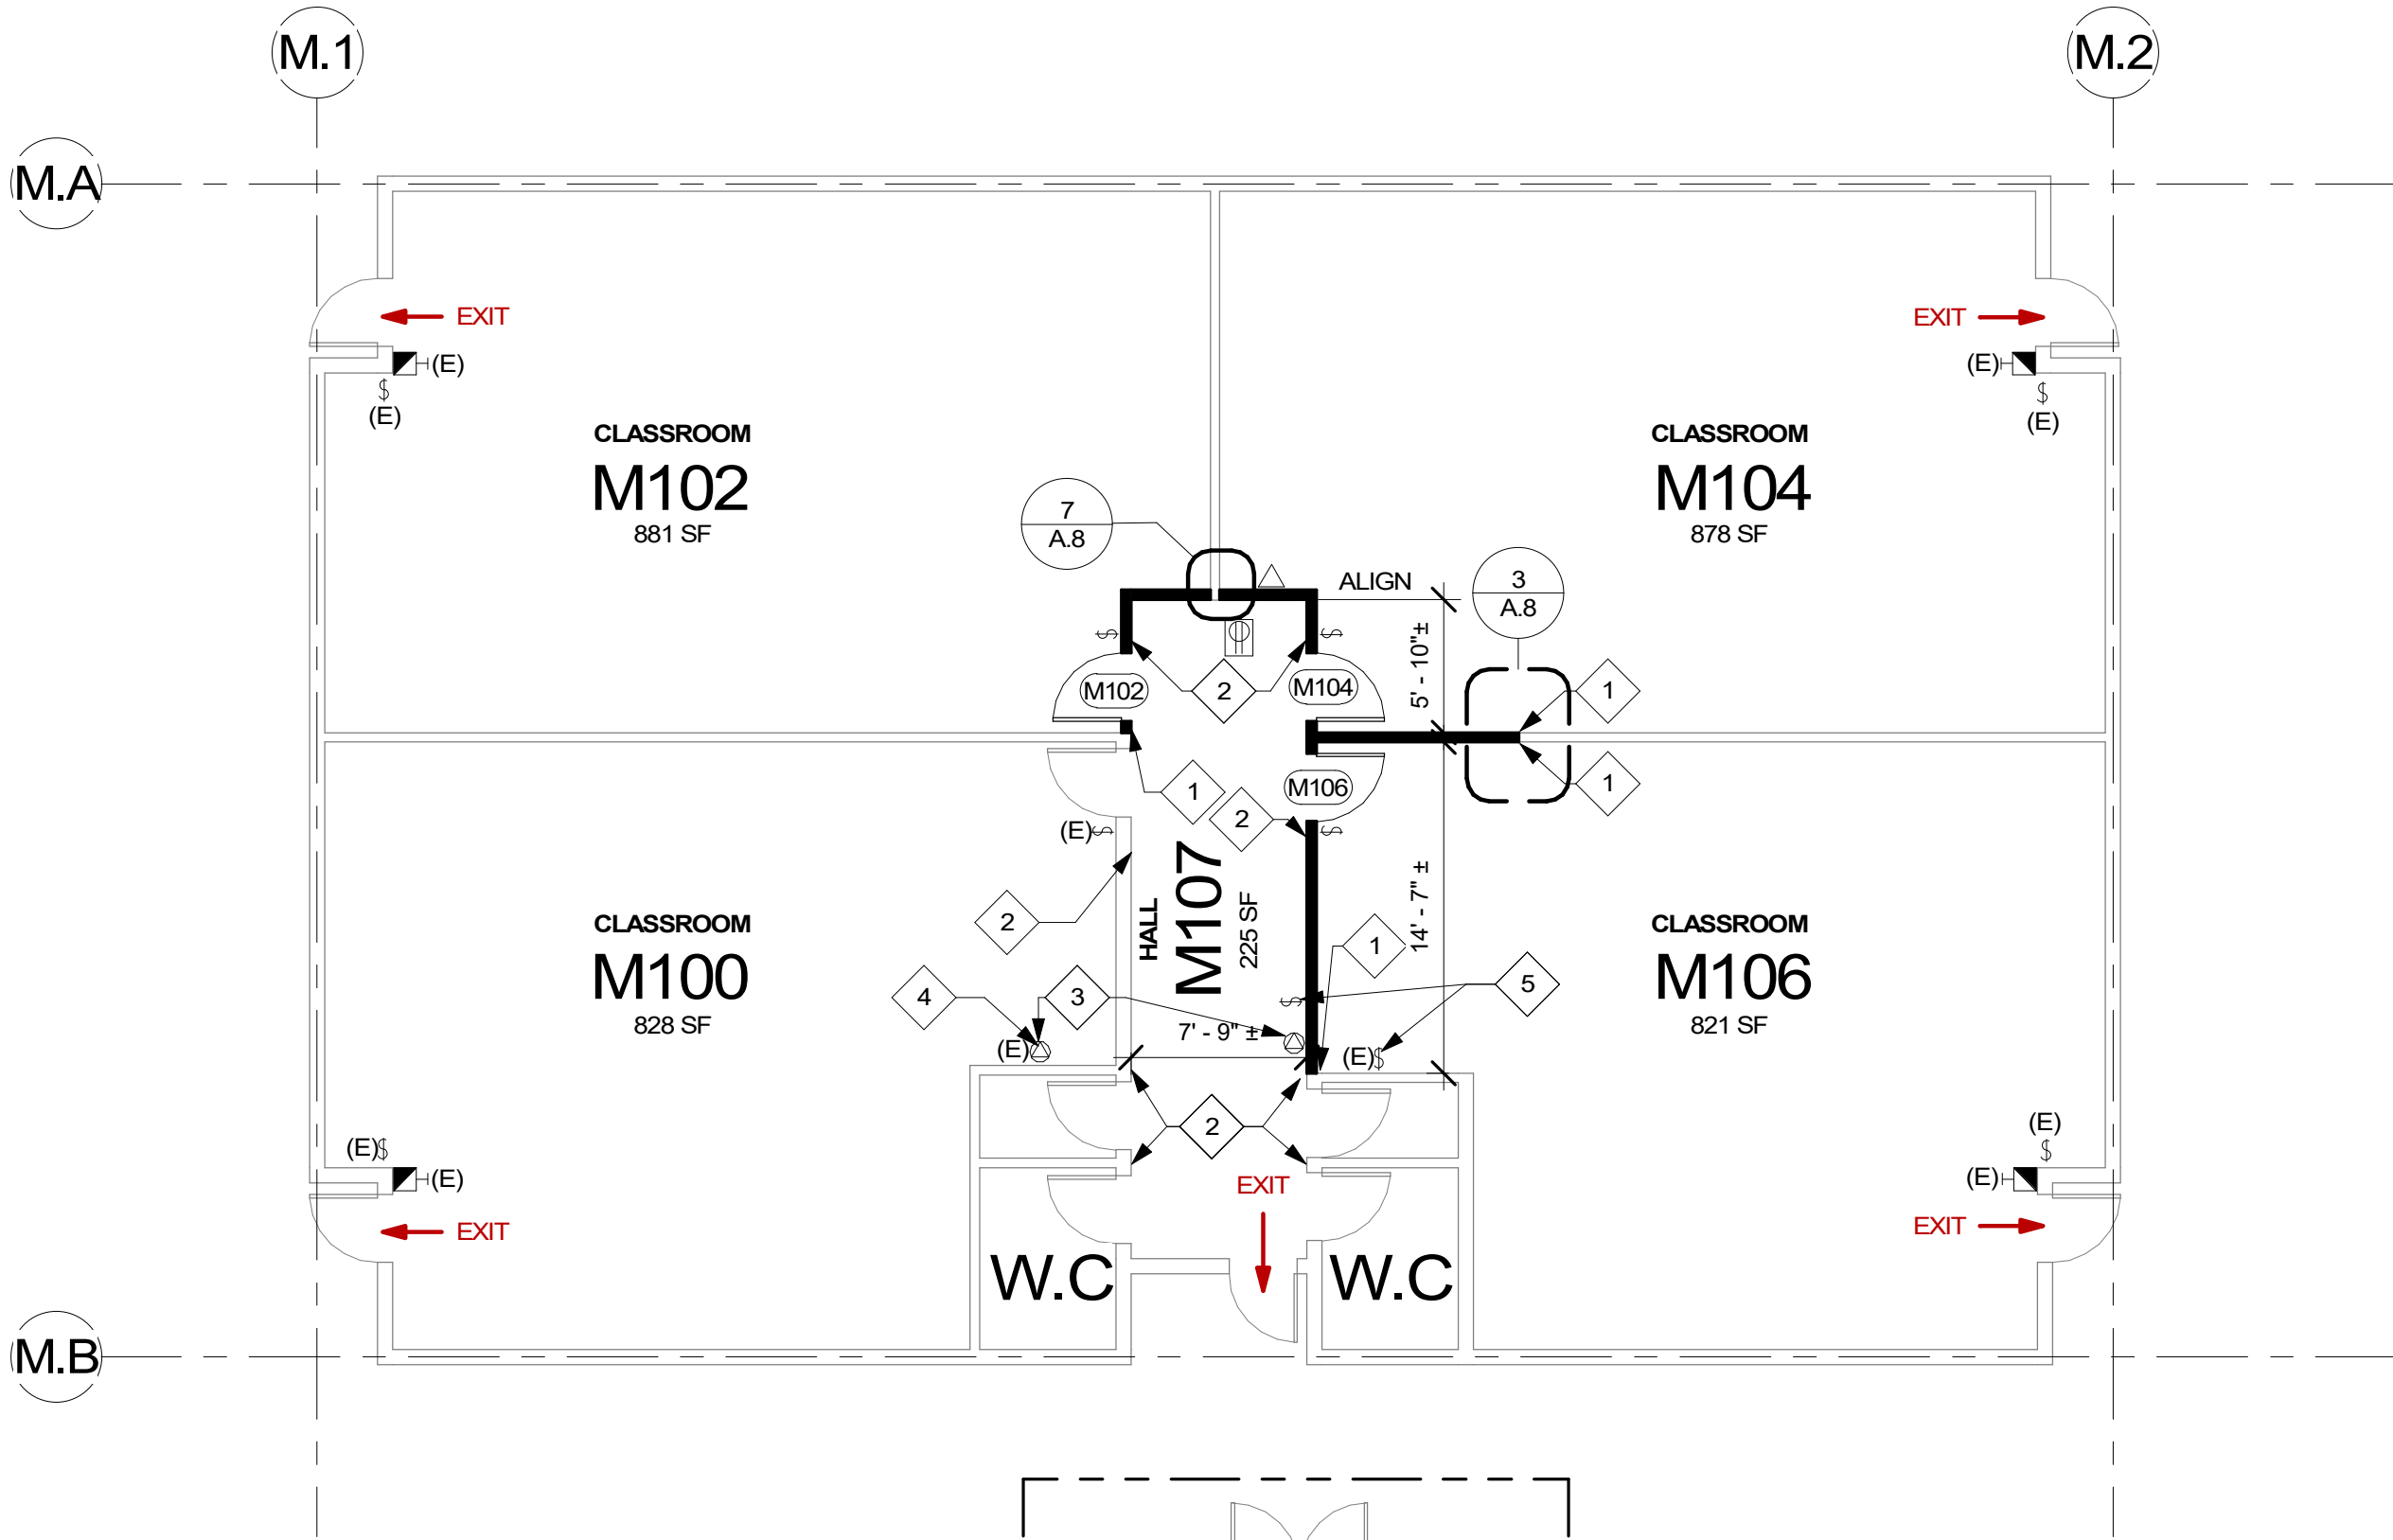 M.1
M.2
M.A
EXIT
EXIT
(E)
(E)
$
(E)
$
(E)
CLASSROOM
M102
881 SF
CLASSROOM
M104
878 SF
7
A.8
ALIGN
3
A.8
5' - 10"±
$
$
M102
2
M104
1
1
M106
1
2
(E)$
$
HALL
M107
225 SF
14' - 7" ±
2
1
CLASSROOM
M100
828 SF
CLASSROOM
M106
821 SF
4
3
5
$
7' - 9" ±
(E)
(E)$
2
(E)$
(E)
(E)
$
(E)
EXIT
EXIT
EXIT
W.C
W.C
M.B